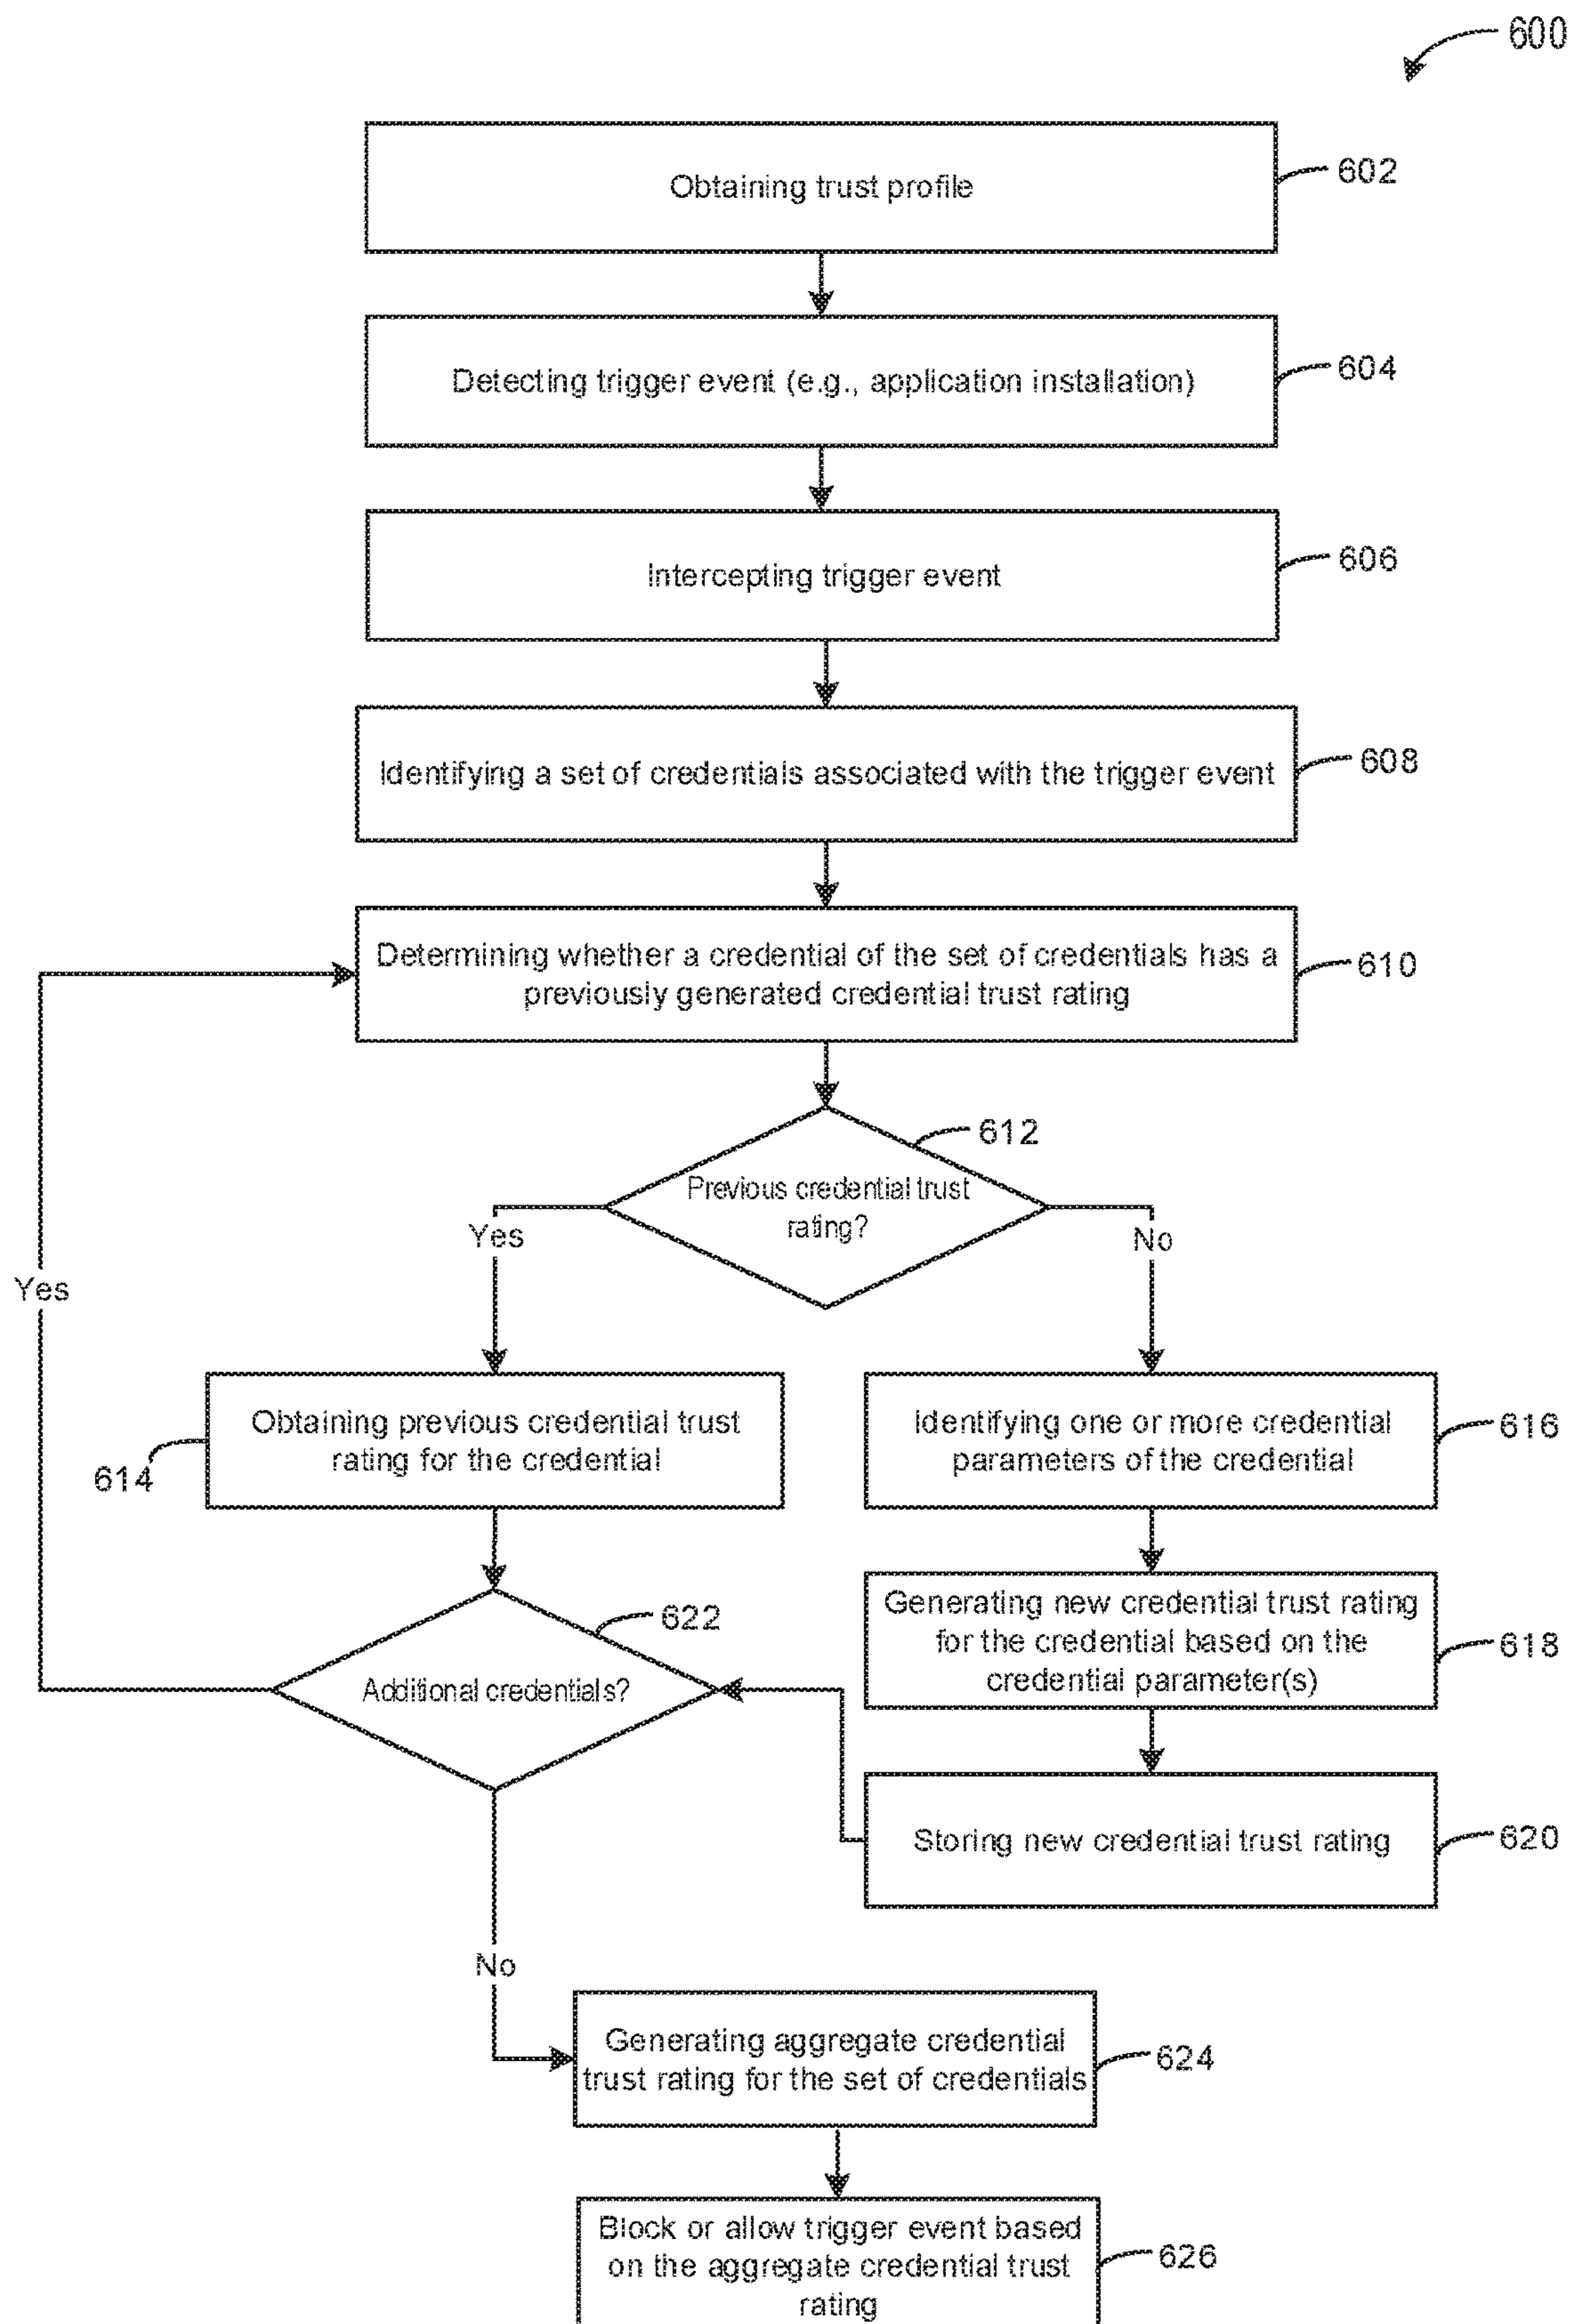 600
Obtaining trust profile
602
Detecting trigger event (e.g., application installation)
604
Intercepting trigger event
606
Identifying a set of credentials associated with the trigger event
608
Determining whether a credential of the set of credentials has a
previously generated credential trust rating
610
612
Previous credential trust
rating?
Yes
No
Yes
Obtaining previous credential trust
rating for the credential
614
Identifying one or more credential
parameters of the credential
616
Generating new credential trust rating
for the credential based on the
credential parameter(s)
618
622
Additional credentials?
Storing new credential trust rating
620
No
Generating aggregate credential
trust rating for the set of credentials
624
Block or allow trigger event based
on the aggregate credential trust
rating
626